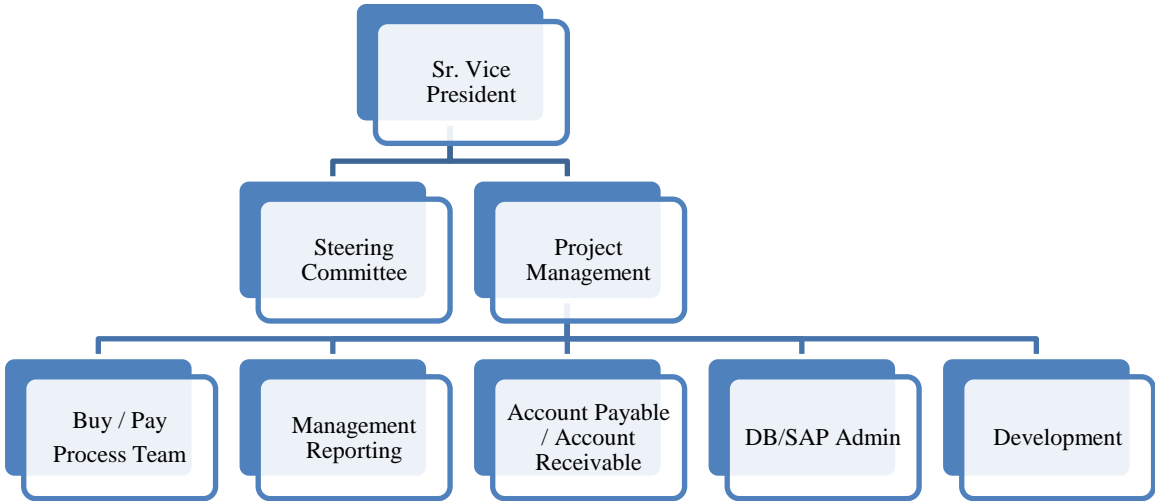 Sr. Vice
President
Steering
Committee
Project
Management
Buy / Pay
Process Team
Management
Reporting
Account Payable
/ Account
Receivable
DB/SAP Admin
Development